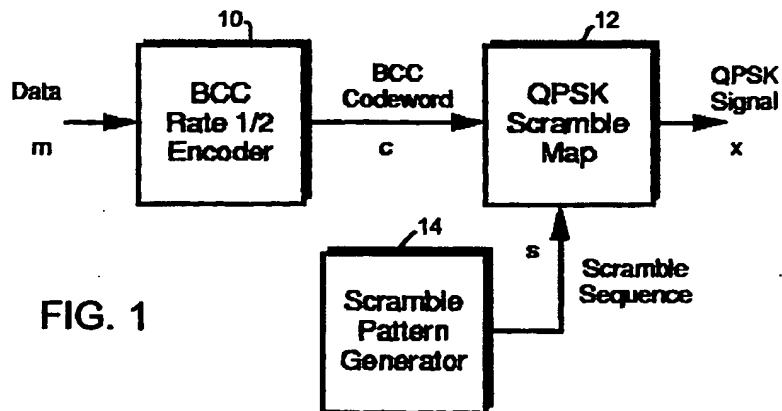 10
12
Data
m
BCC
Rate 1/2
Encoder
BCC
Codeword
c
QPSK
Scramble
Map
QPSK
Signal
x
14
s
Scramble
Sequence
Scramble
Pattern
Generator
FIG. 1